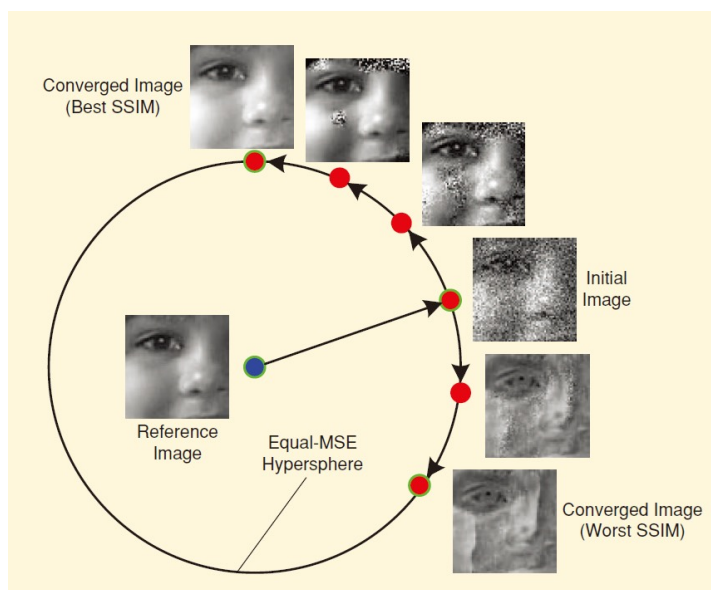 Converged Image
(Best SSIM)
Initial
Image
Reference
Image
Equal-MSE
Hypersphere
Converged Image
(Worst SSIM)